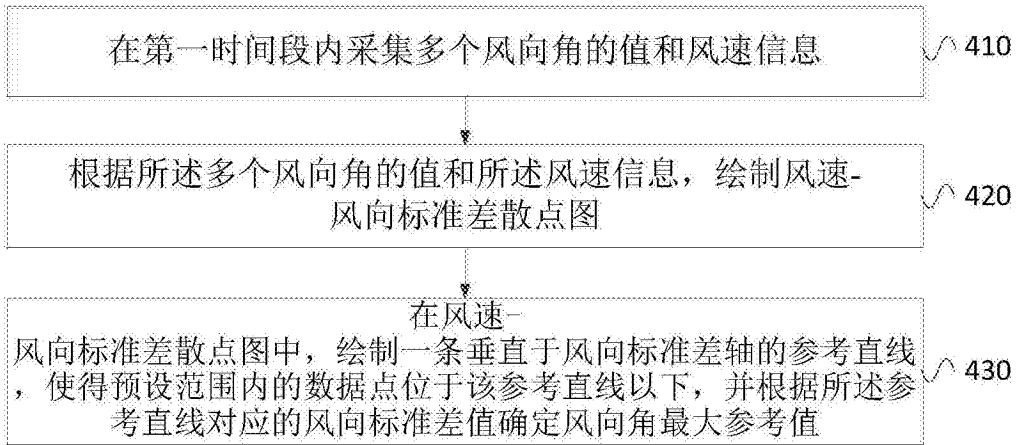 在第一时间段内采集多个风向角的值和风速信息
410
根据所述多个风向角的值和所述风速信息，绘制风速-
风向标准差散点图
420
在风速-
风向标准差散点图中，绘制一条垂直于风向标准差轴的参考直线
，使得预设范围内的数据点位于该参考直线以下，并根据所述参
考直线对应的风向标准差值确定风向角最大参考值
430